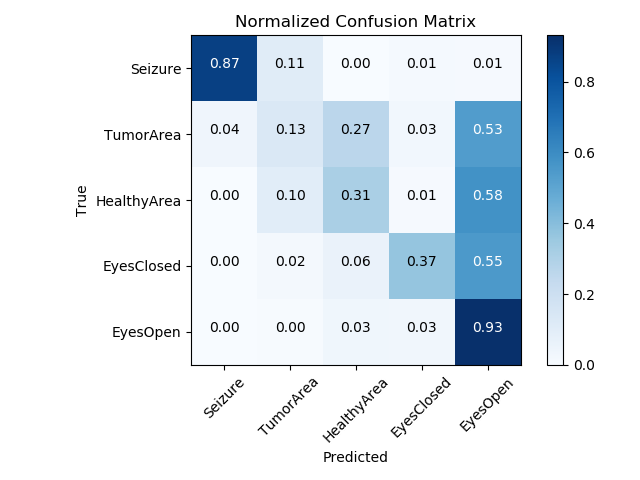 Normalized Confusion Matrix
Seizure 0.87 0.11 0.00 0.01 0.01
TumorArea 0.04 0.13 0.27 0.03 0.53
HealthyArea 0.00 0.10 0.31 0.01 0.58
EyesClosed 0.00 0.02 0.06 0.37 0.55
EyesOpen 0.00 0.00 0.03 0.03 0.93
True
Seizure TumorArea HealthyArea EyesClosed EyesOpen
Predicted
0.8
0.6
0.4
0.2
0.0